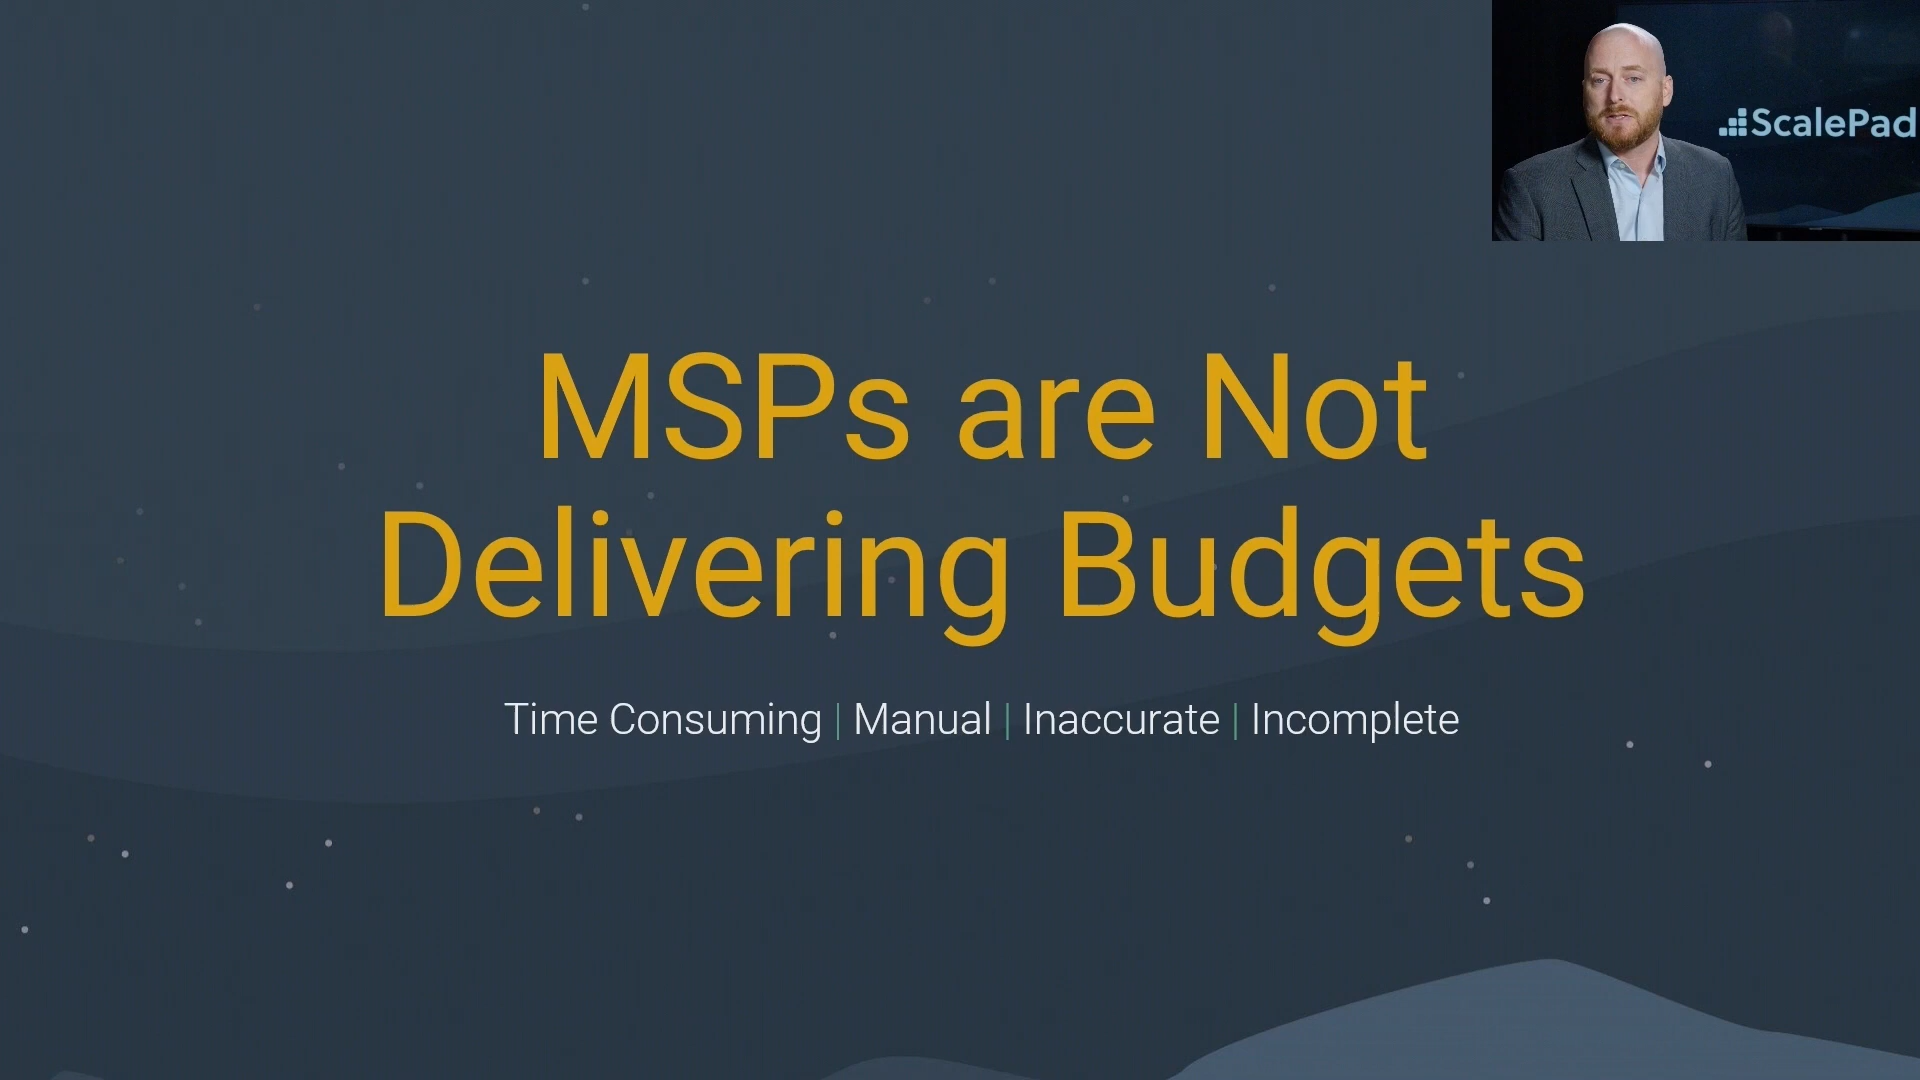 ScalePad
MSPs are Not
Delivering Budgets
Time Consuming | Manual | Inaccurate | Incomplete